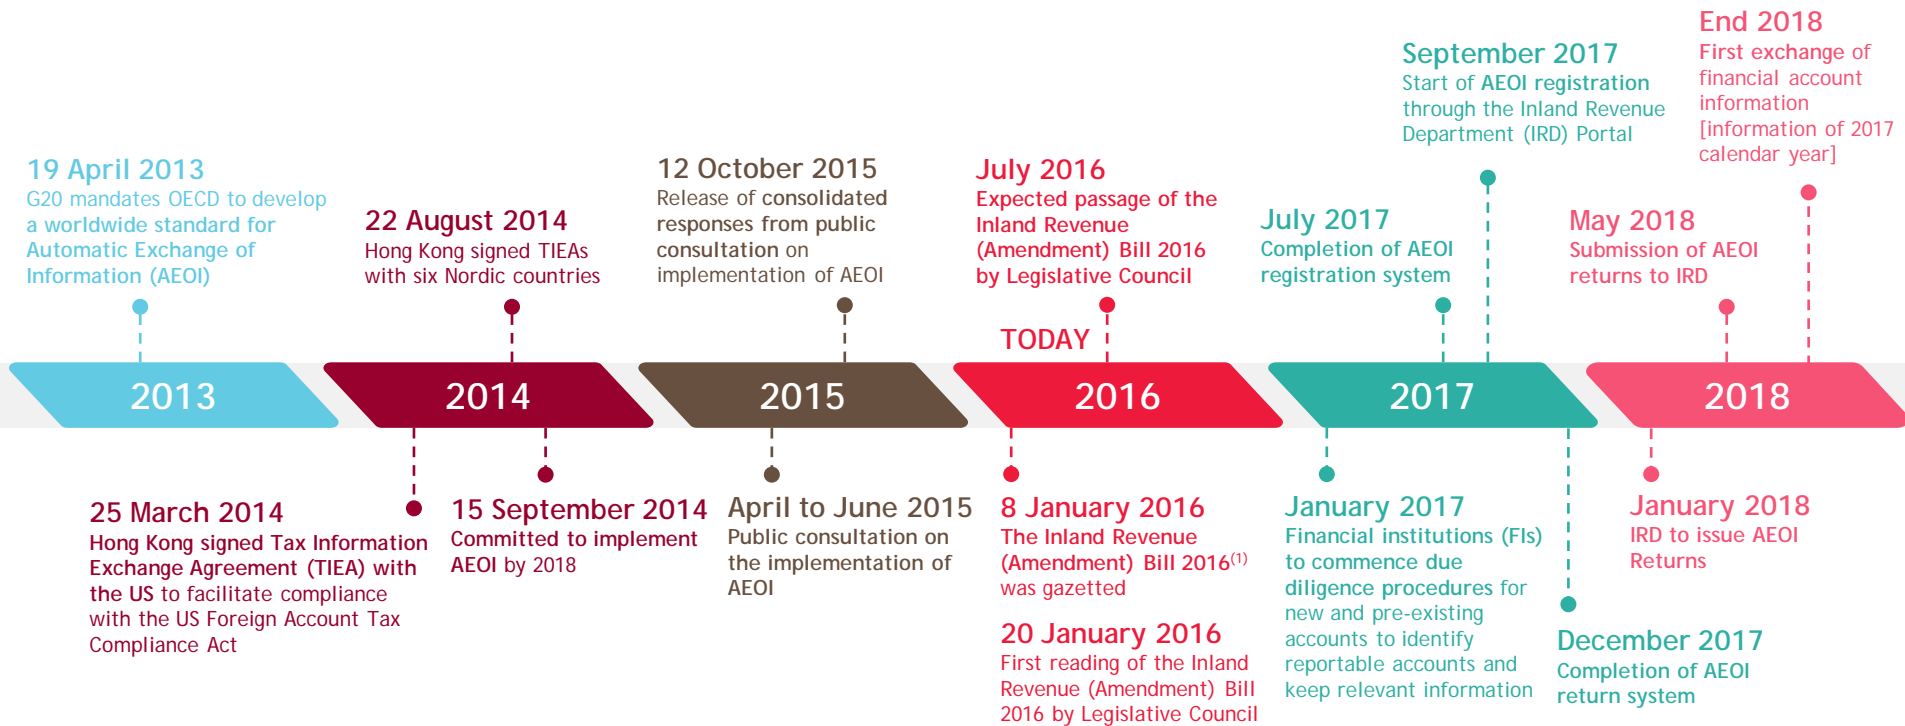 19 April 2013
G20 mandates OECD to develop
a worldwide standard for
Automatic Exchange of
Information (AEOI)
22 August 2014
Hong Kong signed TIEAs
with six Nordic countries
12 October 2015
Release of consolidated
responses from public
consultation on
implementation of AEOI
July 2016
Expected passage of the
Inland Revenue
(Amendment) Bill 2016
by Legislative Council
TODAY
July 2017
Completion of AEOI
registration system
September 2017
Start of AEOI registration
through the Inland Revenue
Department (IRD) Portal
May 2018
Submission of AEOI
returns to IRD
End 2018
First exchange of
financial account
information
[information of 2017
calendar year]
2013
2014
2015
2016
2017
2018
25 March 2014
Hong Kong signed Tax Information
Exchange Agreement (TIEA) with
the US to facilitate compliance
with the US Foreign Account Tax
Compliance Act
15 September 2014
Committed to implement
AEOI by 2018
April to June 2015
Public consultation on
the implementation of
AEOI
8 January 2016
The Inland Revenue
(Amendment) Bill 2016(1)
was gazetted
20 January 2016
First reading of the Inland
Revenue (Amendment) Bill
2016 by Legislative Council
January 2017
Financial institutions (FIs)
to commence due
diligence procedures for
new and pre-existing
accounts to identify
reportable accounts and
keep relevant information
December 2017
Completion of AEOI
return system
January 2018
IRD to issue AEOI
Returns